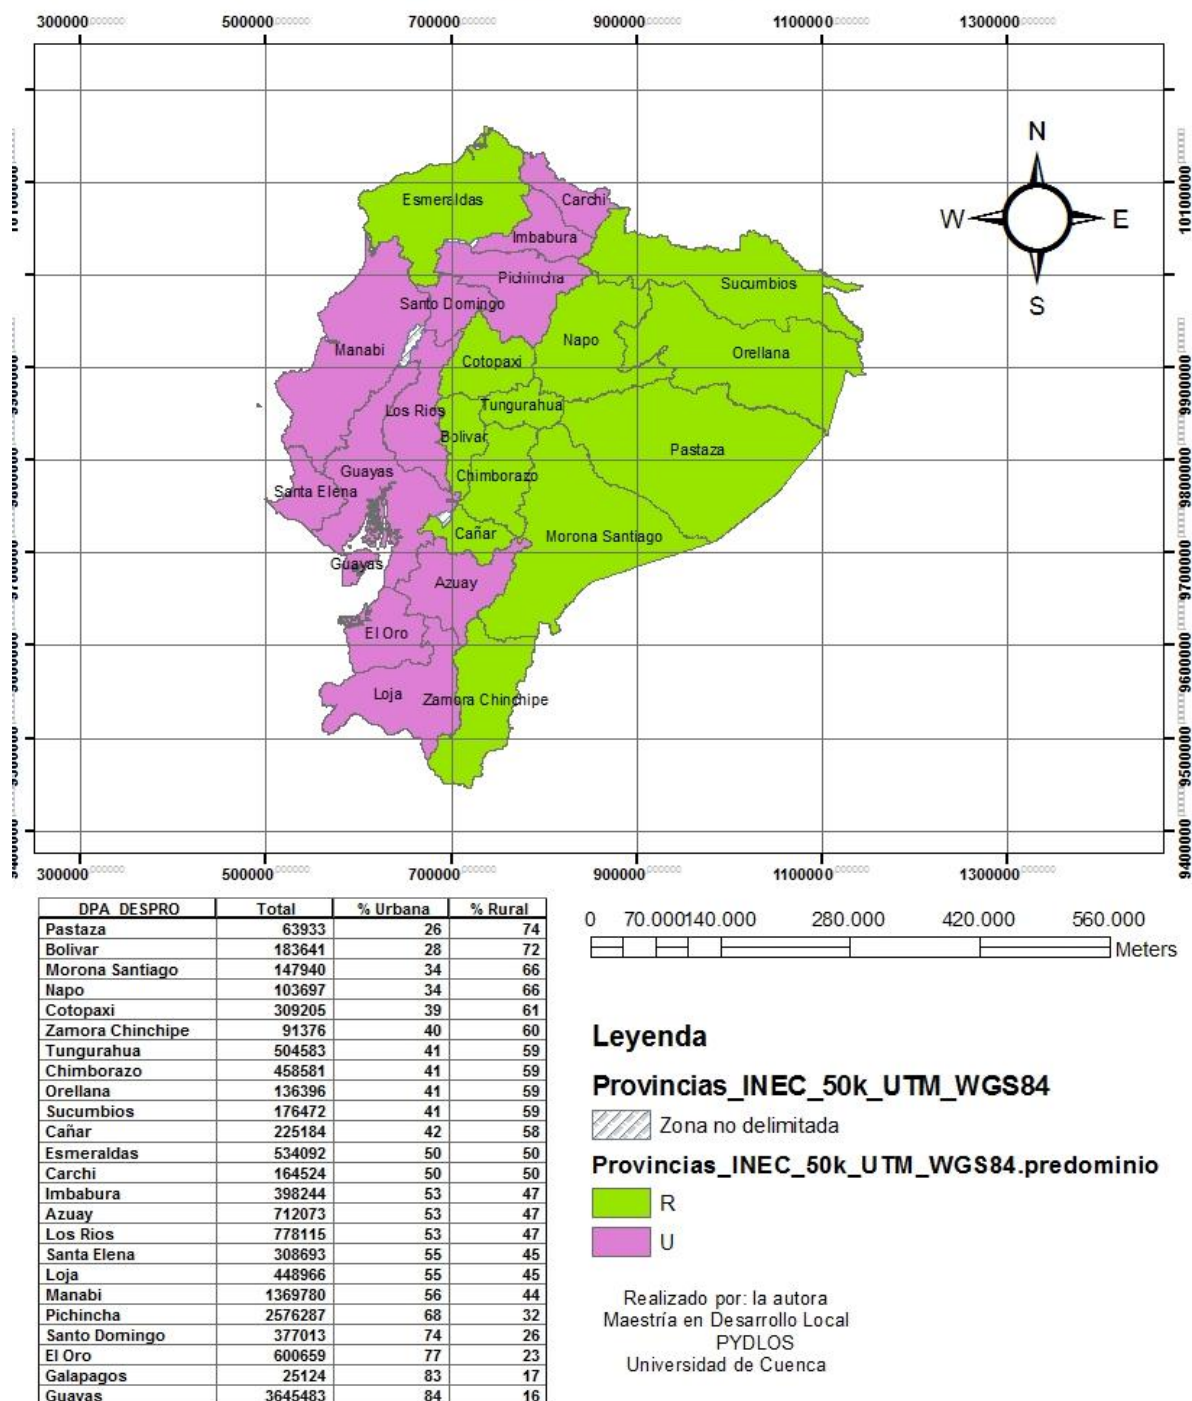 300000 500000 700000 900000 1100000 1300000
N
W E
S
Esmeraldas
Carchi
Imbabura
Pichincha
Sucumbios
Santo Domingo
Napo
Manabi
Orellana
Cotopaxi
Los Rios
Tungurahua
Bolivar
Pastaza
Guayas
Chimborazo
Santa Elena
Cañar
Morona Santiago
Guayas
Azuay
El Oro
Loja
Zamora Chinchipe
10100000
9900000
9800000
9700000
9600000
9500000
9400000
300000 500000 700000 900000 1100000 1300000
DPA_DESPRO Total % Urbana % Rural
Pastaza 63933 26 74
Bolivar 183641 28 72
Morona Santiago 147940 34 66
Napo 103697 34 66
Cotopaxi 309205 39 61
Zamora Chinchipe 91376 40 60
Tungurahua 504583 41 59
Chimborazo 458581 41 59
Orellana 136396 41 59
Sucumbios 176472 41 59
Cañar 225184 42 58
Esmeraldas 534092 50 50
Carchi 164524 50 50
Imbabura 398244 53 47
Azuay 712073 53 47
Los Rios 778115 53 47
Santa Elena 308693 55 45
Loja 448966 55 45
Manabi 1369780 56 44
Pichincha 2576287 68 32
Santo Domingo 377013 74 26
El Oro 600659 77 23
Galapagos 25124 83 17
Guayas 3645483 84 16
0 70.000 140.000 280.000 420.000 560.000
Meters
Leyenda
Provincias_INEC_50k_UTM_WGS84
Zona no delimitada
Provincias_INEC_50k_UTM_WGS84.predominio
R
U
Realizado por: la autora
Maestría en Desarrollo Local
PYDLOS
Universidad de Cuenca